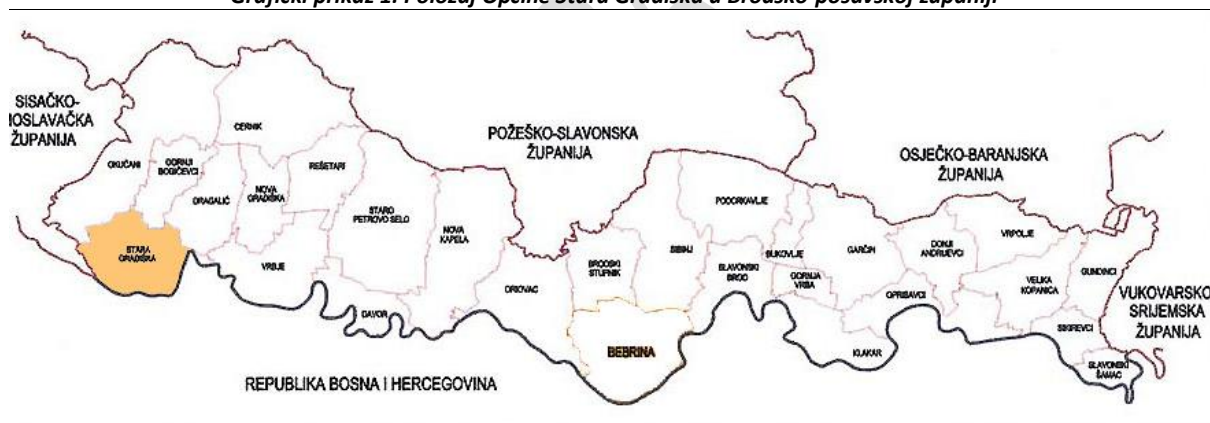 Grafički prikaz 1. Položaj Općine Stara Gradiška u Brodsko-posavskoj županiji
SISAČKO-
MOSLAVAČKA
ŽUPANIJA
POŽEŠKO-SLAVONSKA
ŽUPANIJA
OSJEČKO-BARANJSKA
ŽUPANIJA
VUKOVARSKO
SRIJEMSKA
ŽUPANIJA
REPUBLIKA BOSNA I HERCEGOVINA
OKUČANI
GORNJI
BOGIĆEVCI
CERNIK
DRAGALIĆ
NOVA
GRADIŠKA
REŠETARI
STARA
GRADIŠKA
VRBJE
STARO
PETROVO SELO
DAVOR
NOVA
KAPELA
ORIOVAC
BRODSKI
STUPNIK
BEBRINA
SIBINJ
PODCRKAVLJE
SLAVONSKI
BROD
BUKOVLJE
GORNJA
VRBA
GARČIN
KLAKAR
OPRISAVCI
DONJI
ANDRIJEVCI
VRPOLJE
VELIKA
KOPANICA
GUNDINCI
SIKIREVCI
SLAVONSKI
ŠAMAC